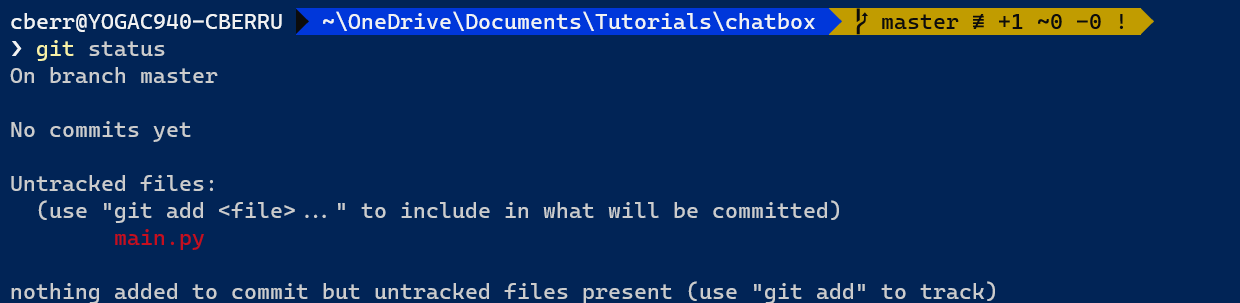 cberr@YOGAC940-CBERRU ~\OneDrive\Documents\Tutorials\chatbox master ≢ +1 ~0 -0 !
❯ git status
On branch master
No commits yet
Untracked files:
(use "git add <file>..." to include in what will be committed)
main.py
nothing added to commit but untracked files present (use "git add" to track)